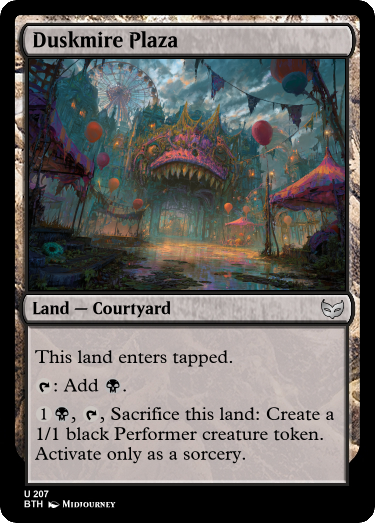 Duskmire Plaza
Land — Courtyard
This land enters tapped.
: Add .
1 , , Sacrifice this land: Create a
1/1 black Performer creature token.
Activate only as a sorcery.
U 207
BTH Midjourney